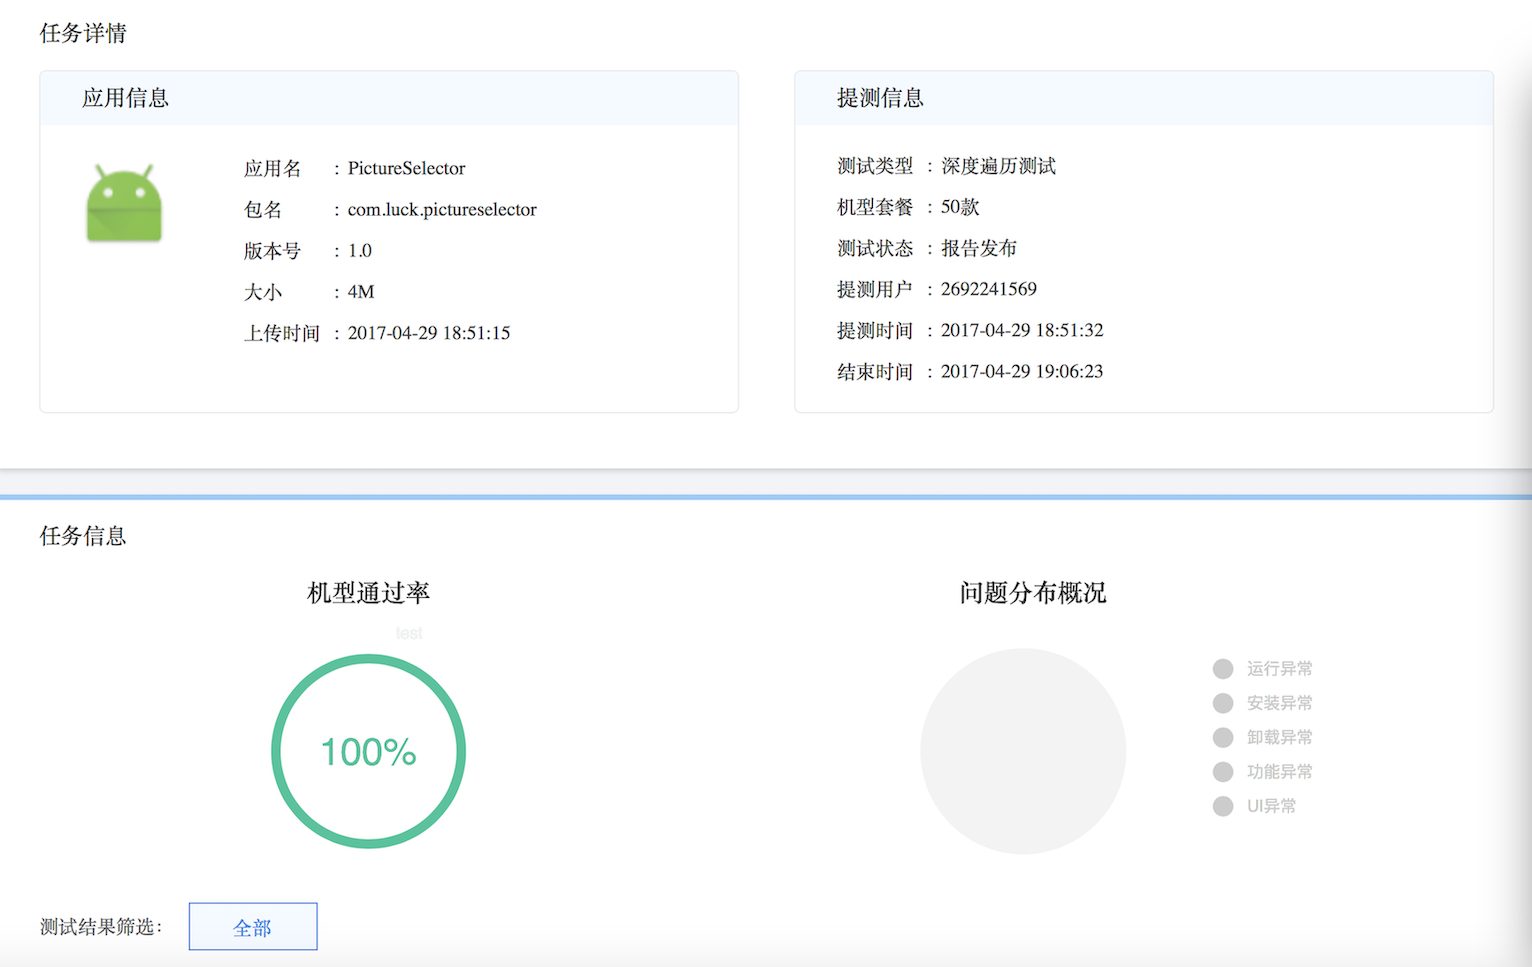 任务详情
应用信息
应用名 : PictureSelector
包名 : com.luck.pictureselector
版本号 : 1.0
大小 : 4M
上传时间 : 2017-04-29 18:51:15
提测信息
测试类型 : 深度遍历测试
机型套餐 : 50款
测试状态 : 报告发布
提测用户 : 2692241569
提测时间 : 2017-04-29 18:51:32
结束时间 : 2017-04-29 19:06:23
任务信息
机型通过率
test
100%
问题分布概况
运行异常
安装异常
卸载异常
功能异常
UI异常
测试结果筛选: 全部